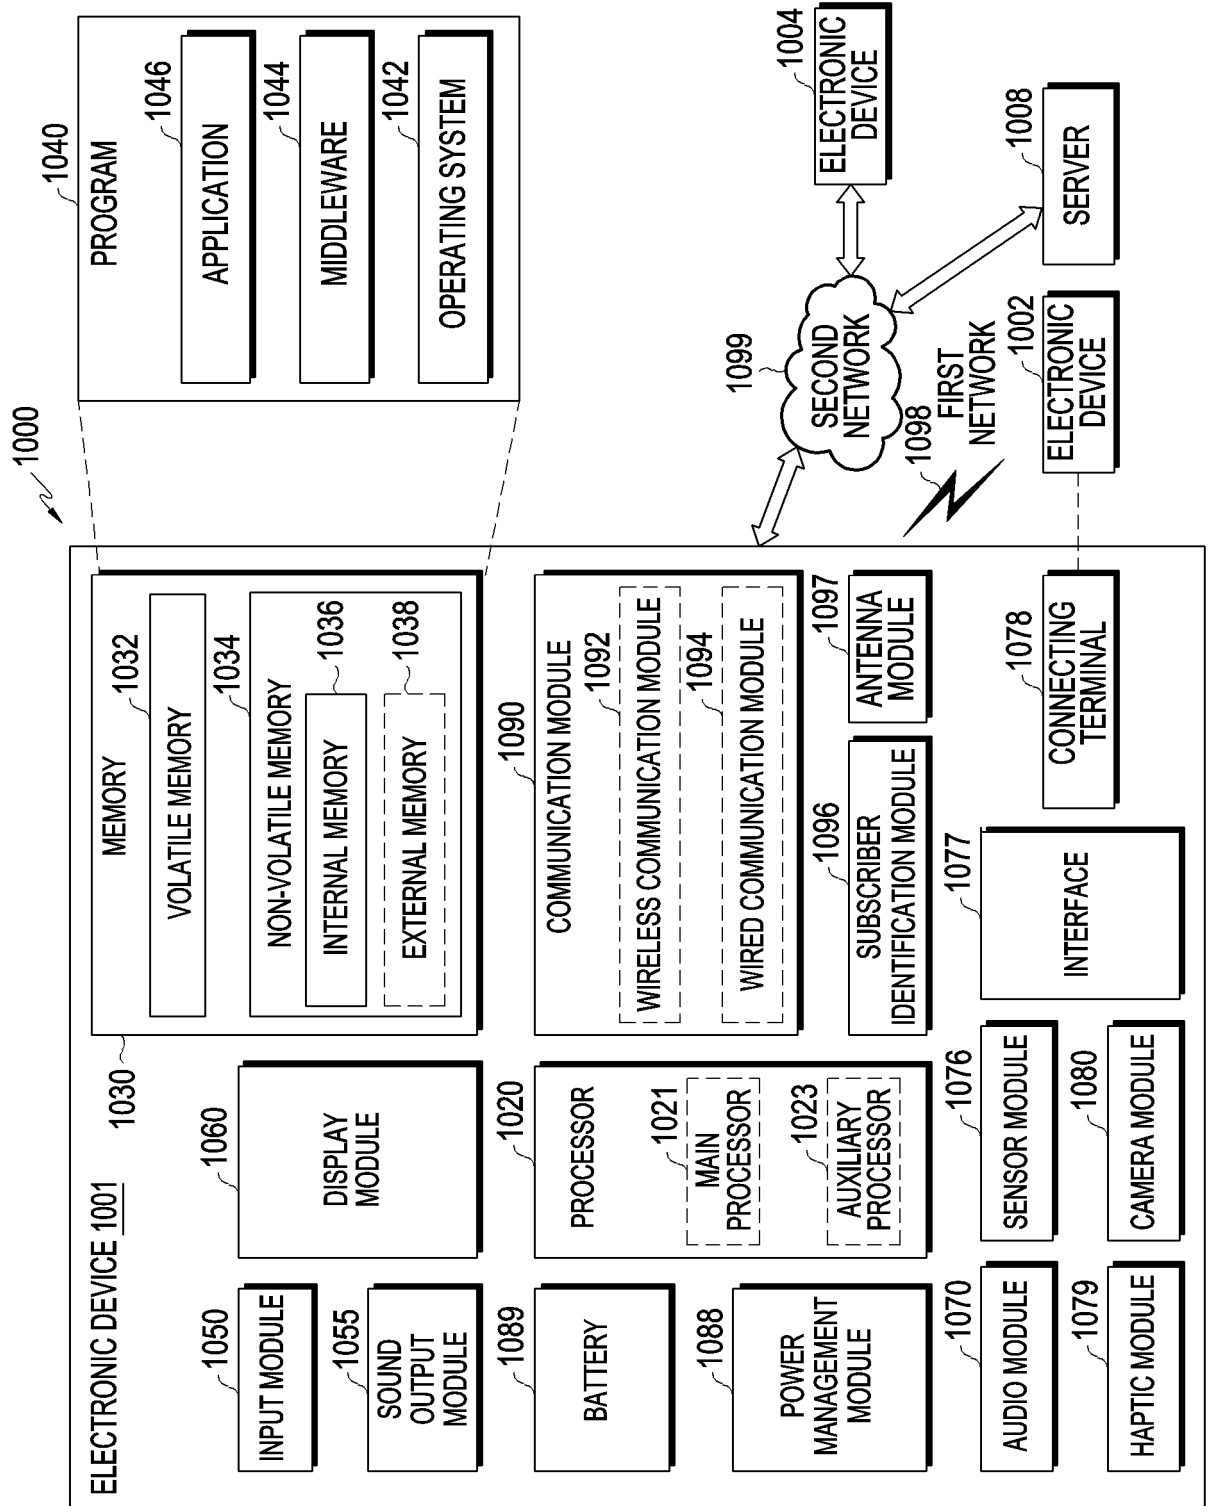 1000
ELECTRONIC DEVICE 1001
1050
INPUT MODULE
1055
SOUND
OUTPUT
MODULE
1089
BATTERY
1088
POWER
MANAGEMENT
MODULE
1070
AUDIO MODULE
1079
HAPTIC MODULE
1060
DISPLAY
MODULE
1020
PROCESSOR
1021
MAIN
PROCESSOR
1023
AUXILIARY
PROCESSOR
1076
SENSOR MODULE
1080
CAMERA MODULE
1030
MEMORY
1032
VOLATILE MEMORY
1034
NON-VOLATILE MEMORY
1036
INTERNAL MEMORY
1038
EXTERNAL MEMORY
1090
COMMUNICATION MODULE
1092
WIRELESS COMMUNICATION MODULE
1094
WIRED COMMUNICATION MODULE
1096
SUBSCRIBER
IDENTIFICATION MODULE
1097
ANTENNA
MODULE
1077
INTERFACE
1078
CONNECTING
TERMINAL
1040
PROGRAM
1046
APPLICATION
1044
MIDDLEWARE
1042
OPERATING SYSTEM
1099
SECOND
NETWORK
1004
ELECTRONIC
DEVICE
1098
FIRST
NETWORK
1002
ELECTRONIC
DEVICE
1008
SERVER